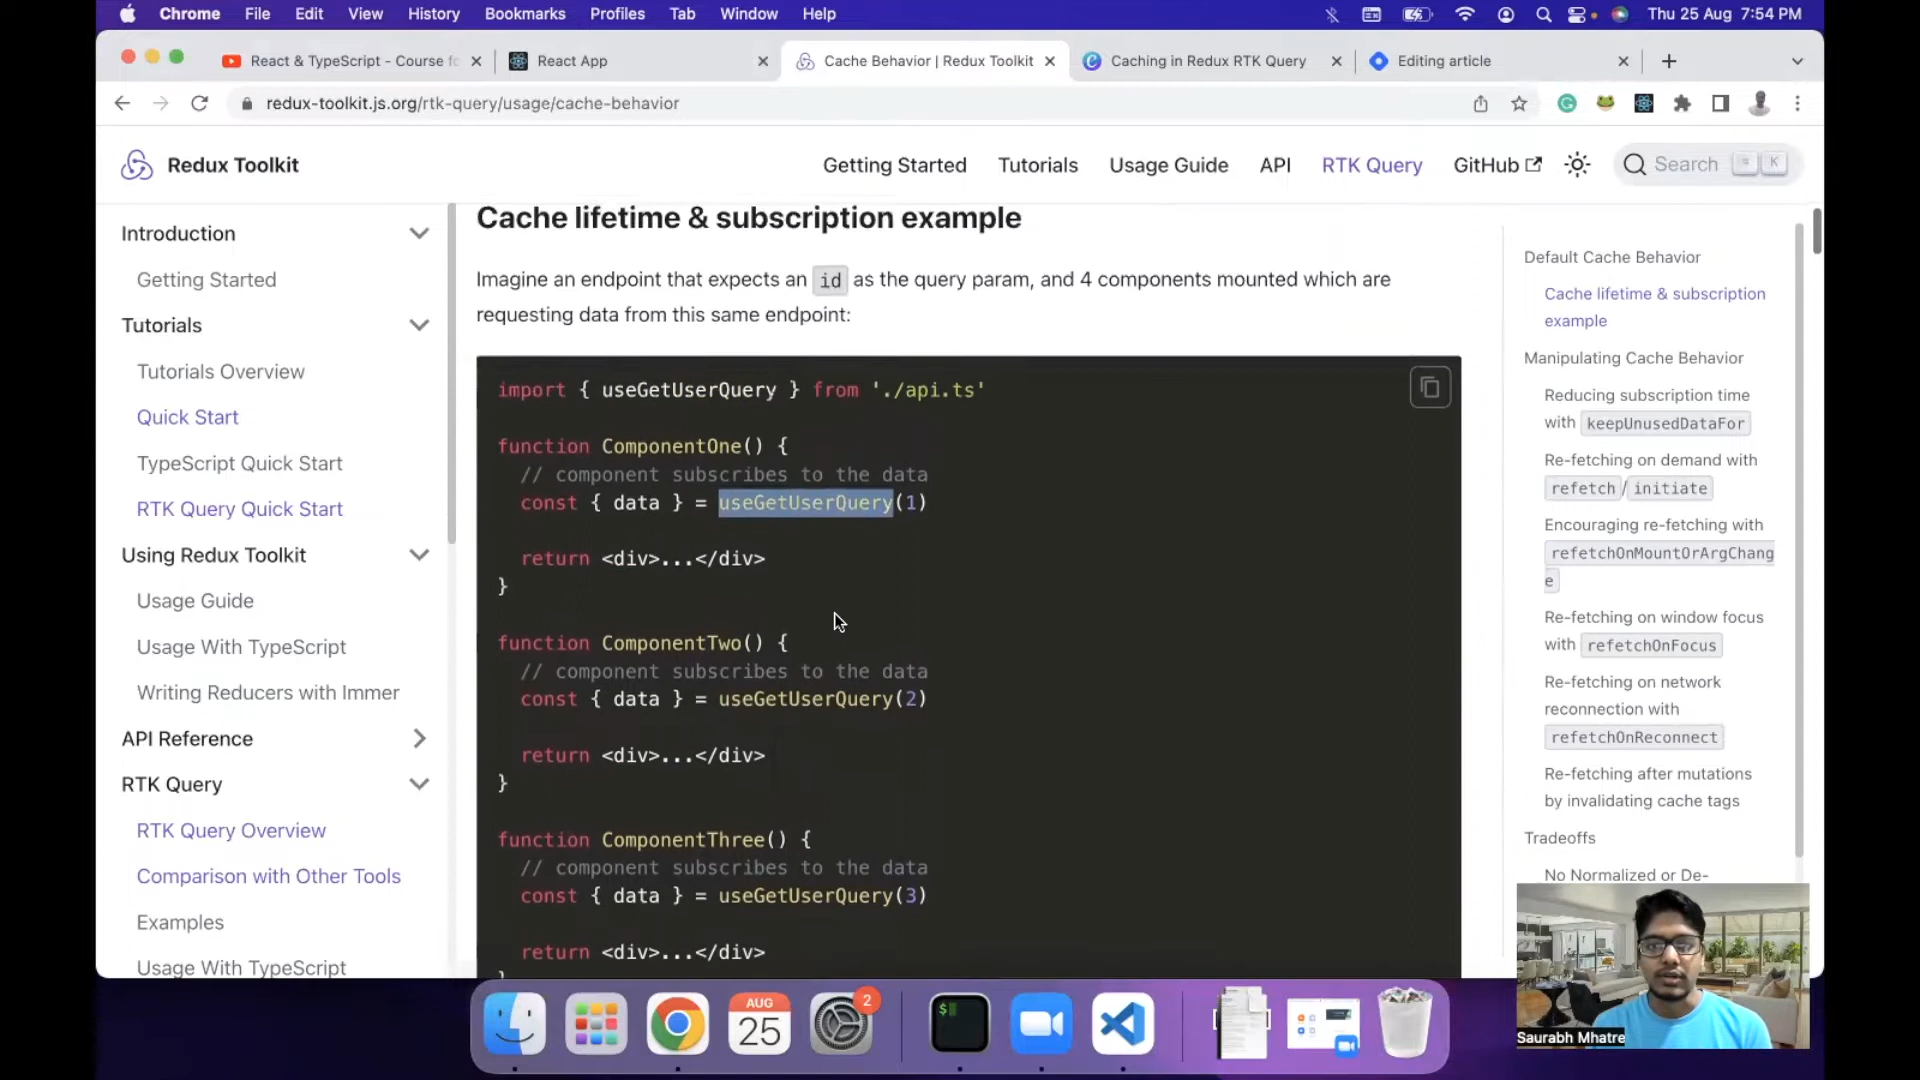 Chrome File Edit View History Bookmarks Profiles Tab Window Help Thu 25 Aug 7:54 PM
React & TypeScript - Course fo React App Cache Behavior | Redux Toolkit Caching in Redux RTK Query Editing article
redux-toolkit.js.org/rtk-query/usage/cache-behavior
Redux Toolkit Getting Started Tutorials Usage Guide API RTK Query GitHub Search K
Introduction
Getting Started
Tutorials
Tutorials Overview
Quick Start
TypeScript Quick Start
RTK Query Quick Start
Using Redux Toolkit
Usage Guide
Usage With TypeScript
Writing Reducers with Immer
API Reference
RTK Query
RTK Query Overview
Comparison with Other Tools
Examples
Usage With TypeScript
Cache lifetime & subscription example
Imagine an endpoint that expects an id as the query param, and 4 components mounted which are
requesting data from this same endpoint:
import { useGetUserQuery } from './api.ts'
function ComponentOne() {
// component subscribes to the data
const { data } = useGetUserQuery(1)
return <div>...</div>
}
function ComponentTwo() {
// component subscribes to the data
const { data } = useGetUserQuery(2)
return <div>...</div>
}
function ComponentThree() {
// component subscribes to the data
const { data } = useGetUserQuery(3)
return <div>...</div>
Default Cache Behavior
Cache lifetime & subscription
example
Manipulating Cache Behavior
Reducing subscription time
with keepUnusedDataFor
Re-fetching on demand with
refetch/initiate
Encouraging re-fetching with
refetchOnMountOrArgChang
e
Re-fetching on window focus
with refetchOnFocus
Re-fetching on network
reconnection with
refetchOnReconnect
Re-fetching after mutations
by invalidating cache tags
Tradeoffs
No Normalized or De-
AUG
25
2
$
Saurabh Mhatre